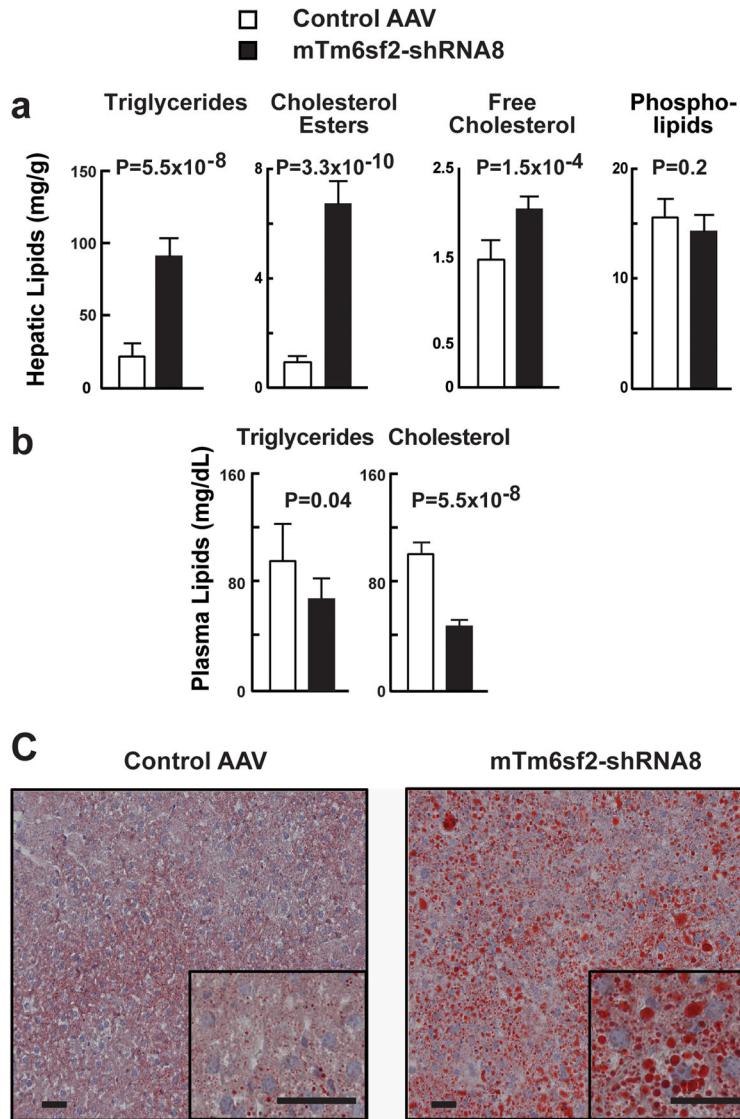 Control AAV
mTm6sf2-shRNA8
a
Triglycerides
Cholesterol
Esters
Free
Cholesterol
Phospho-
lipids
Hepatic Lipids (mg/g)
150
100
50
0
P=5.5x10-8
8
4
0
P=3.3x10-10
2.5
1.5
0.5
0
P=1.5x10-4
20
10
0
P=0.2
b
Triglycerides
Cholesterol
Plasma Lipids (mg/dL)
160
80
0
P=0.04
160
80
0
P=5.5x10-8
C
Control AAV
mTm6sf2-shRNA8